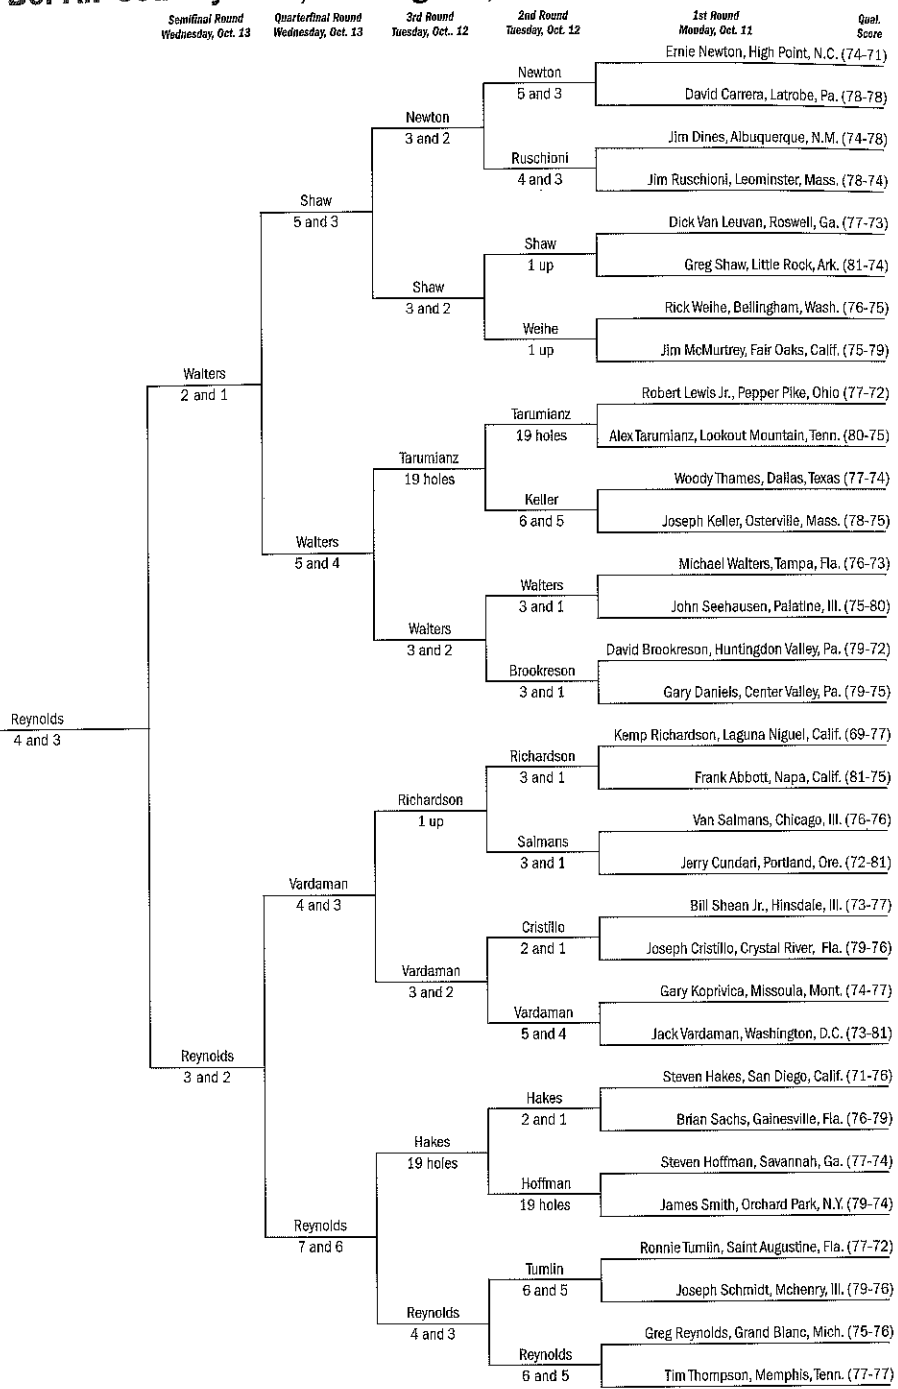 Semifinal Round
Wednesday, Oct. 13
Quarterfinal Round
Wednesday, Oct. 13
3rd Round
Tuesday, Oct.. 12
2nd Round
Tuesday, Oct. 12
1st Round
Monday, Oct. 11
Qual.
Score
Ernie Newton, High Point, N.C. (74-71)
Newton
5 and 3
David Carrera, Latrobe, Pa. (78-78)
Newton
3 and 2
Jim Dines, Albuquerque, N.M. (74-78)
Ruschioni
4 and 3
Jim Ruschioni, Leominster, Mass. (78-74)
Shaw
5 and 3
Dick Van Leuvan, Roswell, Ga. (77-73)
Shaw
1 up
Greg Shaw, Little Rock, Ark. (81-74)
Shaw
3 and 2
Rick Weihe, Bellingham, Wash. (76-75)
Weihe
1 up
Jim McMurtrey, Fair Oaks, Calif. (75-79)
Walters
2 and 1
Robert Lewis Jr., Pepper Pike, Ohio (77-72)
Tarumianz
19 holes
Alex Tarumianz, Lookout Mountain, Tenn. (80-75)
Tarumianz
19 holes
Woody Thames, Dallas, Texas (77-74)
Keller
6 and 5
Joseph Keller, Osterville, Mass. (78-75)
Walters
5 and 4
Michael Walters, Tampa, Fla. (76-73)
Walters
3 and 1
John Seehausen, Palatine, Ill. (75-80)
Walters
3 and 2
David Brookreson, Huntingdon Valley, Pa. (79-72)
Brookreson
3 and 1
Gary Daniels, Center Valley, Pa. (79-75)
Reynolds
4 and 3
Kemp Richardson, Laguna Niguel, Calif. (69-77)
Richardson
3 and 1
Frank Abbott, Napa, Calif. (81-75)
Richardson
1 up
Van Salmans, Chicago, Ill. (76-76)
Salmans
3 and 1
Jerry Cundari, Portland, Ore. (72-81)
Vardaman
4 and 3
Bill Shean Jr., Hinsdale, Ill. (73-77)
Cristillo
2 and 1
Joseph Cristillo, Crystal River, Fla. (79-76)
Vardaman
3 and 2
Gary Koprivica, Missoula, Mont. (74-77)
Vardaman
5 and 4
Jack Vardaman, Washington, D.C. (73-81)
Reynolds
3 and 2
Steven Hakes, San Diego, Calif. (71-76)
Hakes
2 and 1
Brian Sachs, Gainesville, Fla. (76-79)
Hakes
19 holes
Steven Hoffman, Savannah, Ga. (77-74)
Hoffman
19 holes
James Smith, Orchard Park, N.Y. (79-74)
Reynolds
7 and 6
Ronnie Tumlin, Saint Augustine, Fla. (77-72)
Tumlin
6 and 5
Joseph Schmidt, Mchenry, Ill. (79-76)
Reynolds
4 and 3
Greg Reynolds, Grand Blanc, Mich. (75-76)
Reynolds
6 and 5
Tim Thompson, Memphis, Tenn. (77-77)